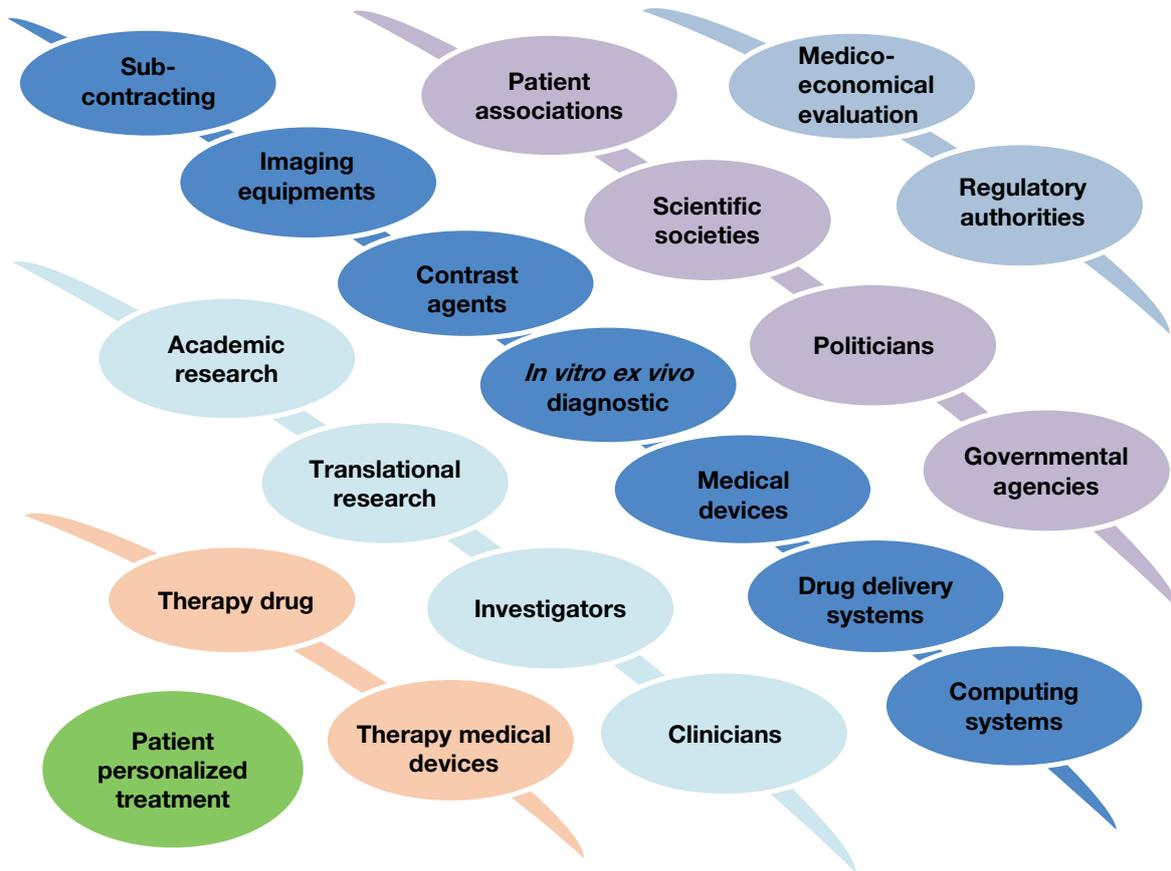 Sub-
contracting
Imaging
equipments
Contrast
agents
In vitro ex vivo
diagnostic
Medical
devices
Drug delivery
systems
Computing
systems
Patient
associations
Scientific
societies
Politicians
Governmental
agencies
Medico-
economical
evaluation
Regulatory
authorities
Academic
research
Translational
research
Investigators
Clinicians
Therapy drug
Therapy medical
devices
Patient
personalized
treatment